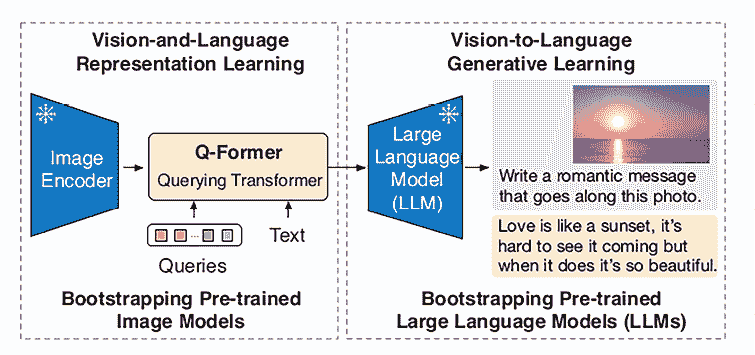 Vision-and-Language
Representation Learning
Image
Encoder
Q-Former
Querying Transformer
Queries
Text
Bootstrapping Pre-trained
Image Models
Vision-to-Language
Generative Learning
Large
Language
Model
(LLM)
Write a romantic message
that goes along this photo.
Love is like a sunset, it's
hard to see it coming but
when it does it's so beautiful.
Bootstrapping Pre-trained
Large Language Models (LLMs)